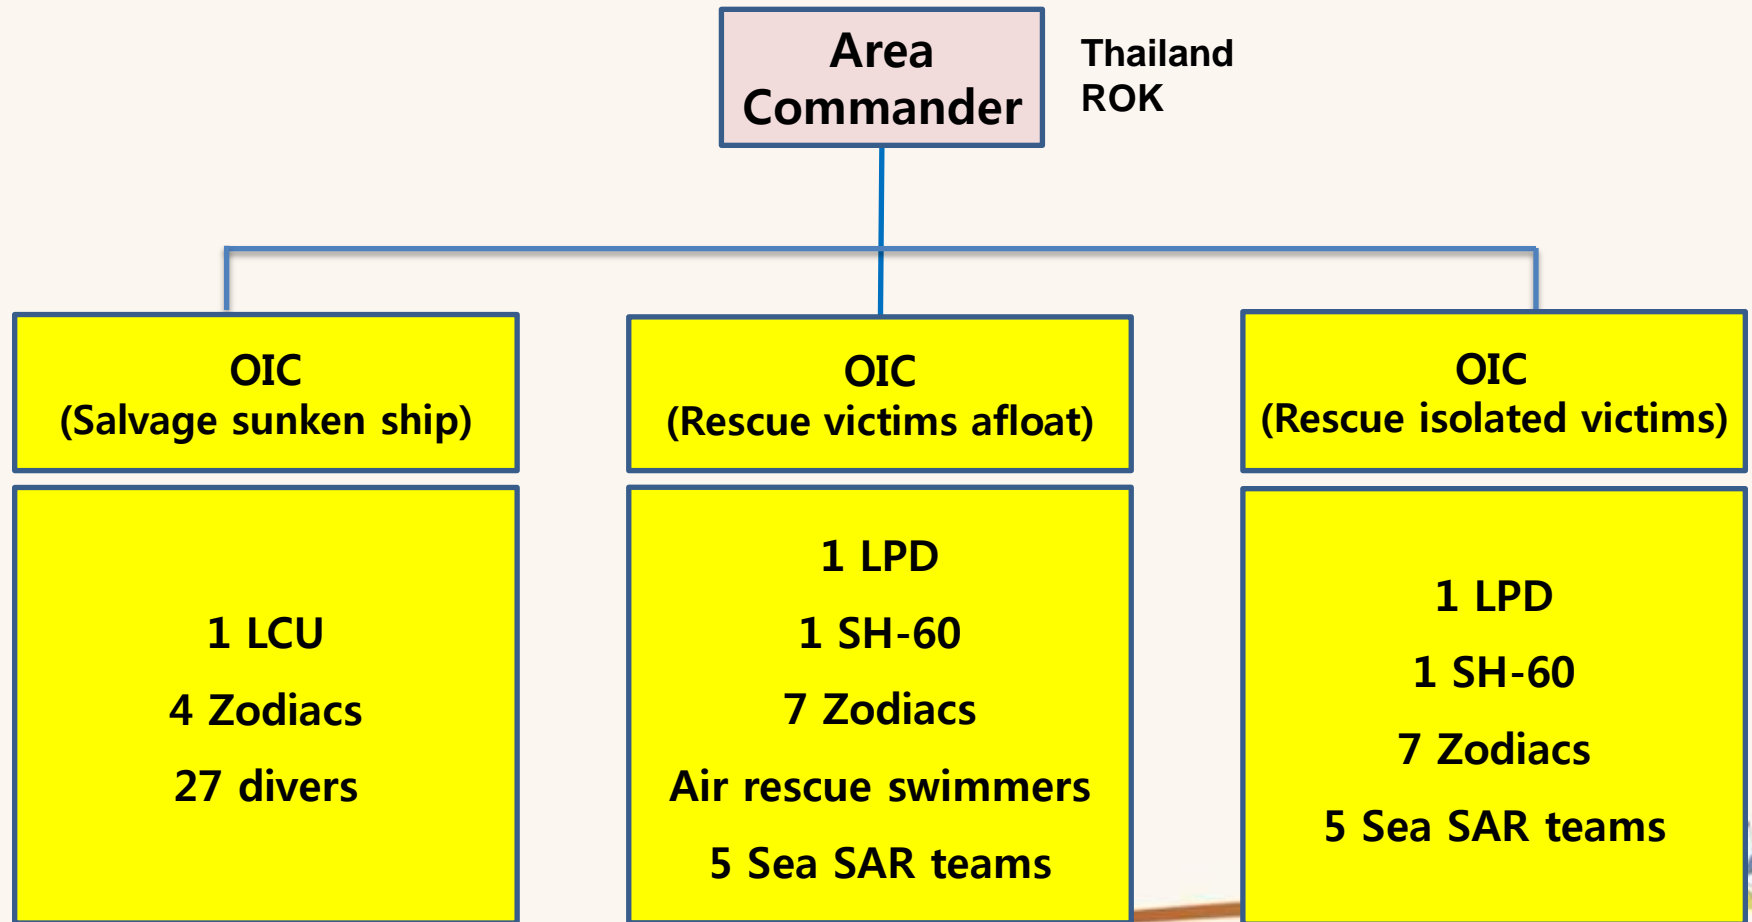 Area
Commander
Thailand
ROK
OIC
(Salvage sunken ship)
1 LCU
4 Zodiacs
27 divers
OIC
(Rescue victims afloat)
1 LPD
1 SH-60
7 Zodiacs
Air rescue swimmers
5 Sea SAR teams
OIC
(Rescue isolated victims)
1 LPD
1 SH-60
7 Zodiacs
5 Sea SAR teams